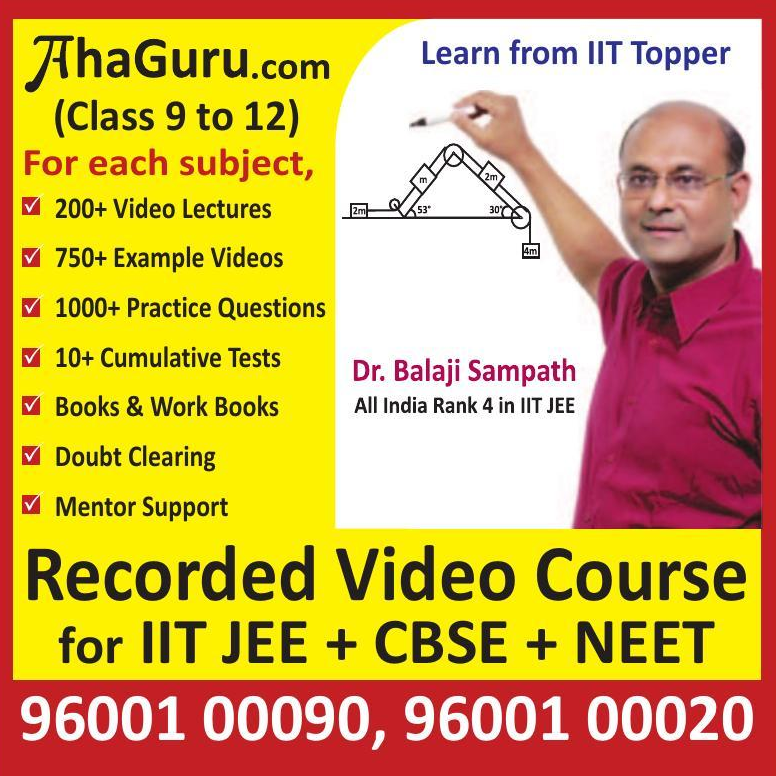 AhaGuru.com
(Class 9 to 12)
For each subject,
200+ Video Lectures
750+ Example Videos
1000+ Practice Questions
10+ Cumulative Tests
Books & Work Books
Doubt Clearing
Mentor Support
Learn from IIT Topper
m
2m
2m
53°
30°
4m
Dr. Balaji Sampath
All India Rank 4 in IIT JEE
Recorded Video Course
for IIT JEE + CBSE + NEET
96001 00090, 96001 00020